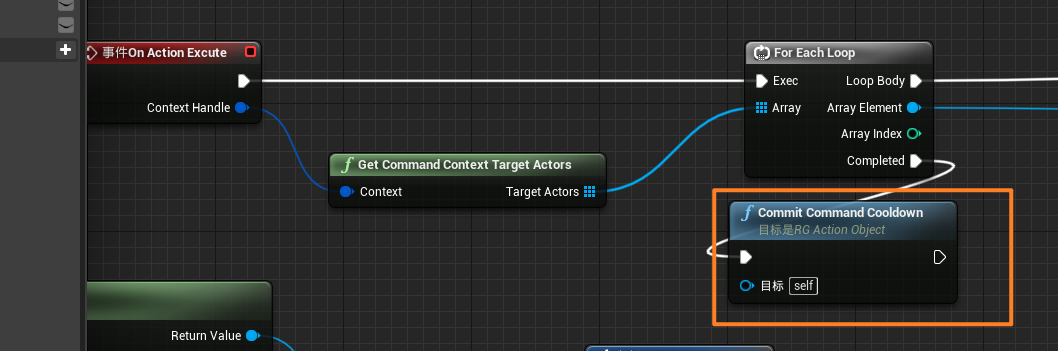 事件On Action Excute
Context Handle
Get Command Context Target Actors
Context
Target Actors
For Each Loop
Exec
Loop Body
Array
Array Element
Array Index
Completed
Commit Command Cooldown
目标是RG Action Object
目标 self
Return Value